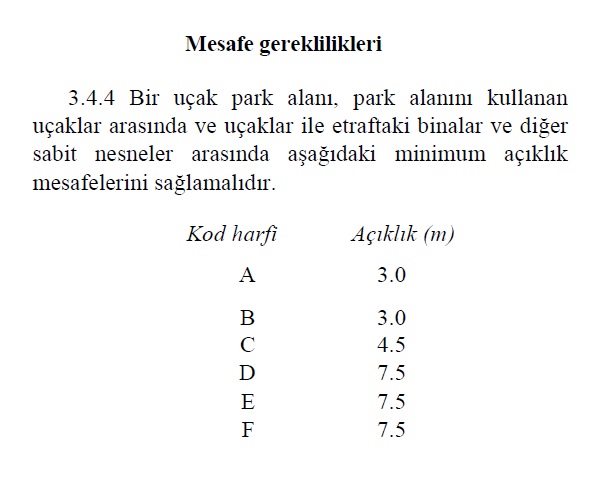 Mesafe gereklilikleri
3.4.4 Bir uçak park alanı, park alanını kullanan
uçaklar arasında ve uçaklar ile etraftaki binalar ve diğer
sabit nesneler arasında aşağıdaki minimum açıklık
mesafelerini sağlamalıdır.
Kod harfi Açıklık (m)
A 3.0
B 3.0
C 4.5
D 7.5
E 7.5
F 7.5